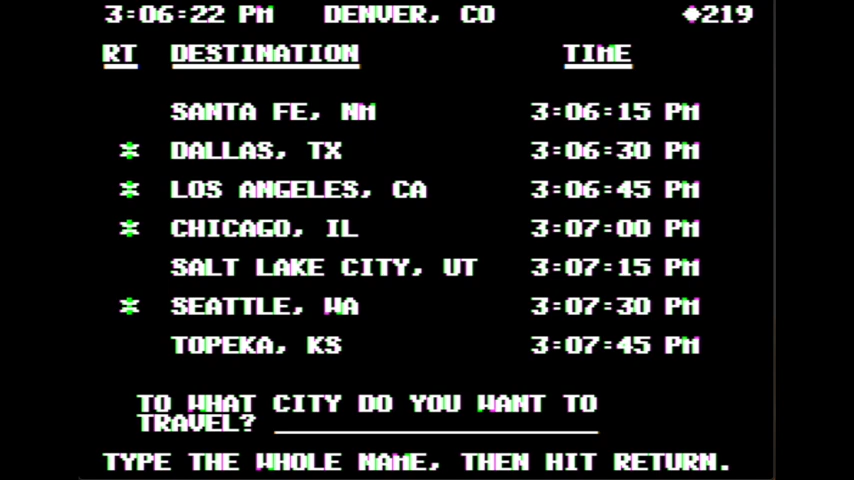 3:06:22 PM DENVER, CO ◆219
RT DESTINATION TIME
SANTA FE, NM 3:06:15 PM
* DALLAS, TX 3:06:30 PM
* LOS ANGELES, CA 3:06:45 PM
* CHICAGO, IL 3:07:00 PM
SALT LAKE CITY, UT 3:07:15 PM
* SEATTLE, WA 3:07:30 PM
TOPEKA, KS 3:07:45 PM
TO WHAT CITY DO YOU WANT TO
TRAVEL?
TYPE THE WHOLE NAME, THEN HIT RETURN.